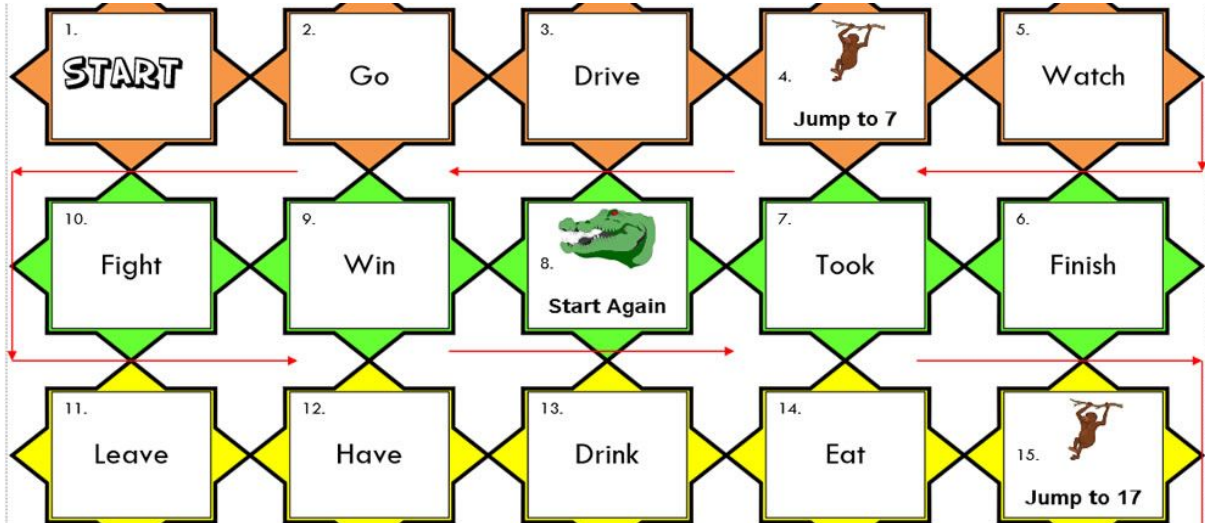 1.
START
2.
Go
3.
Drive
4.
Jump to 7
5.
Watch
10.
Fight
9.
Win
8.
Start Again
7.
Took
6.
Finish
11.
Leave
12.
Have
13.
Drink
14.
Eat
15.
Jump to 17